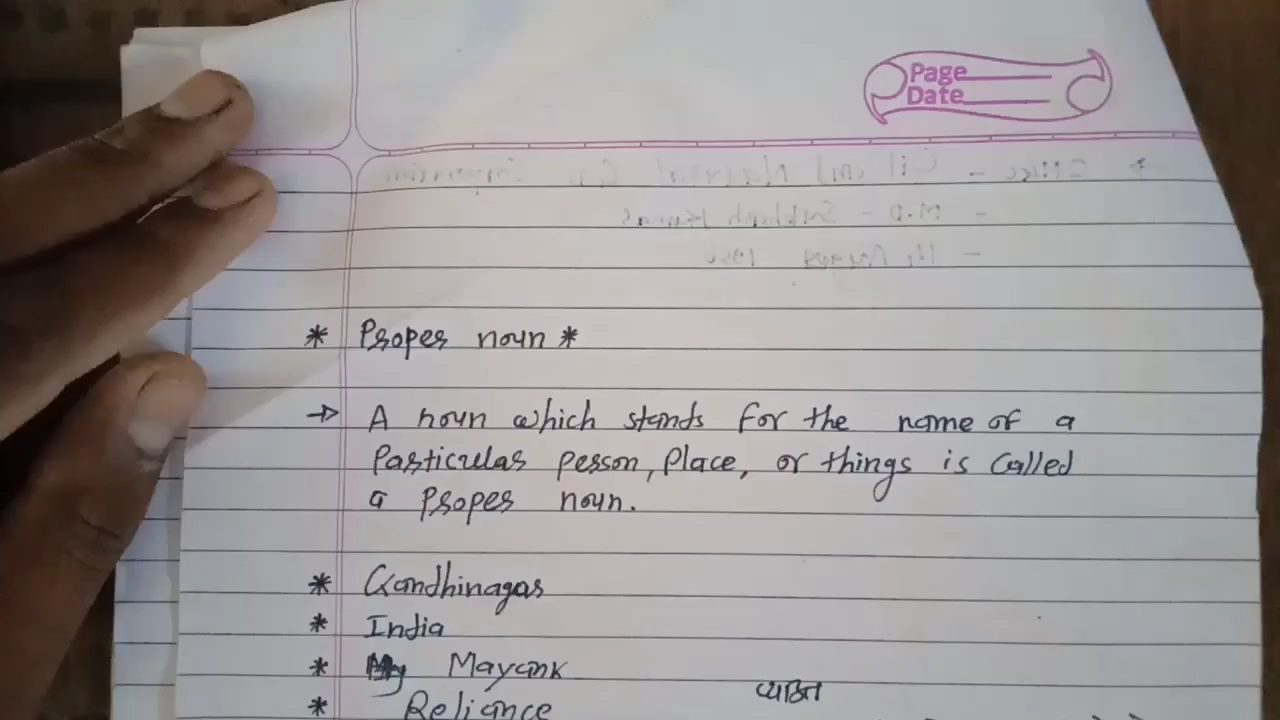 Page
Date
* Proper noun *
→ A noun which stands for the name of a
Particular person, Place, or things is called
a Proper noun.
* Gandhinagar
* India
* Mayank
* Reliance